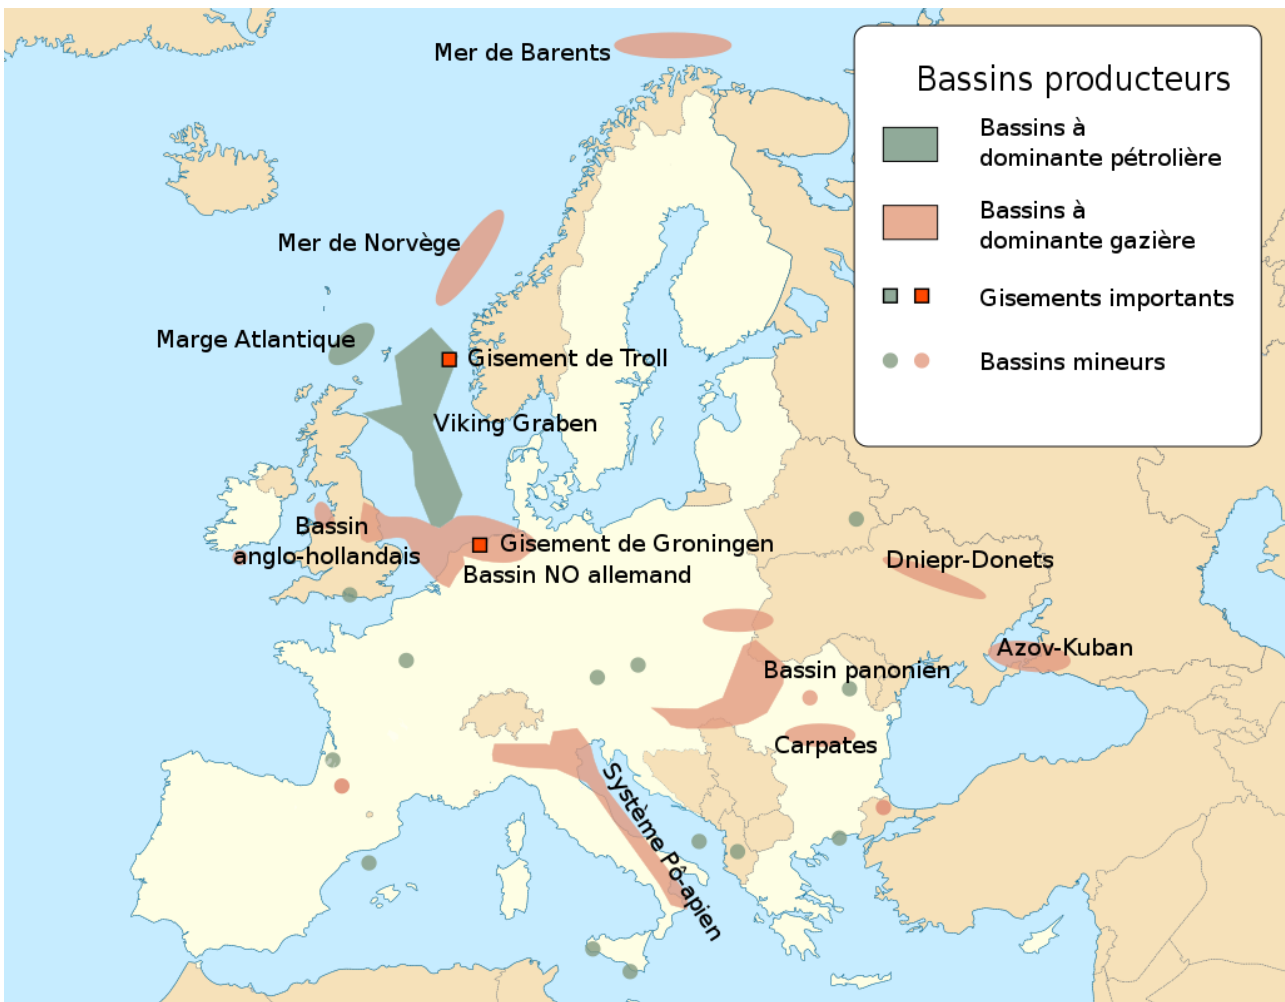 Mer de Barents
Bassins producteurs
Bassins à
dominante pétrolière
Bassins à
dominante gazière
Gisements importants
Bassins mineurs
Mer de Norvège
Marge Atlantique
Gisement de Troll
Viking Graben
Bassin
anglo-hollandais
Gisement de Groningen
Bassin NO allemand
Dniepr-Donets
Azov-Kuban
Bassin panonien
Carpates
Système Pô-apien